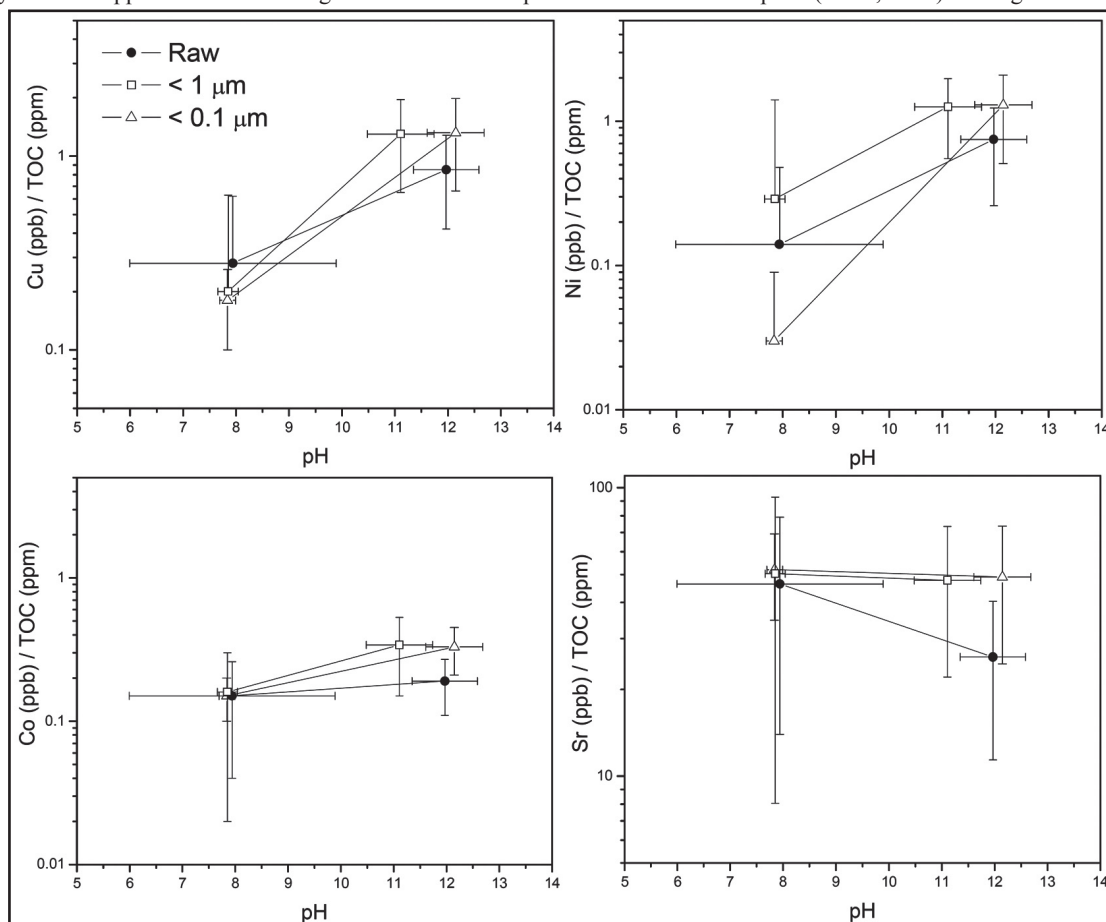 Raw
< 1 μm
< 0.1 μm
Cu (ppb) / TOC (ppm)
1
0.1
5 6 7 8 9 10 11 12 13 14
pH
Ni (ppb) / TOC (ppm)
1
0.1
0.01
5 6 7 8 9 10 11 12 13 14
pH
Co (ppb) / TOC (ppm)
1
0.1
0.01
5 6 7 8 9 10 11 12 13 14
pH
Sr (ppb) / TOC (ppm)
100
10
5 6 7 8 9 10 11 12 13 14
pH